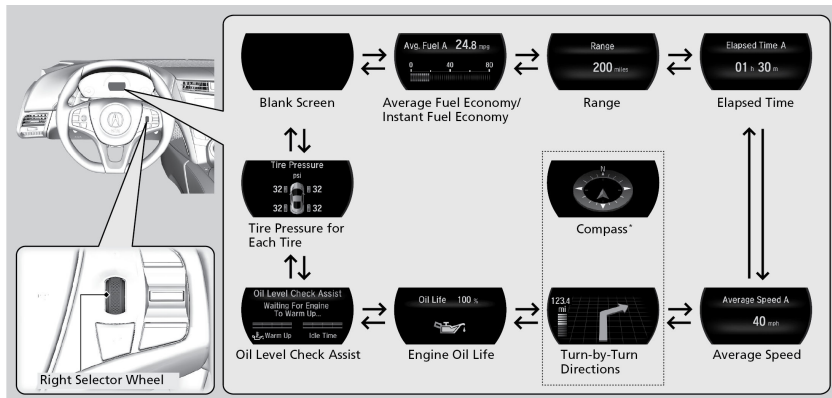 Avg. Fuel A 24.8 mpg
0 40 80
Range
200 miles
Elapsed Time A
01 h 30 m
Blank Screen
Average Fuel Economy/
Instant Fuel Economy
Range
Elapsed Time
Tire Pressure
psi
32 32
32 32
Tire Pressure for
Each Tire
N
Compass*
Oil Level Check Assist
Waiting For Engine
To Warm Up...
Warm Up Idle Time
Oil Level Check Assist
Oil Life 100 %
Engine Oil Life
123.4
mi
Turn-by-Turn
Directions
Average Speed A
40 mph
Average Speed
Right Selector Wheel